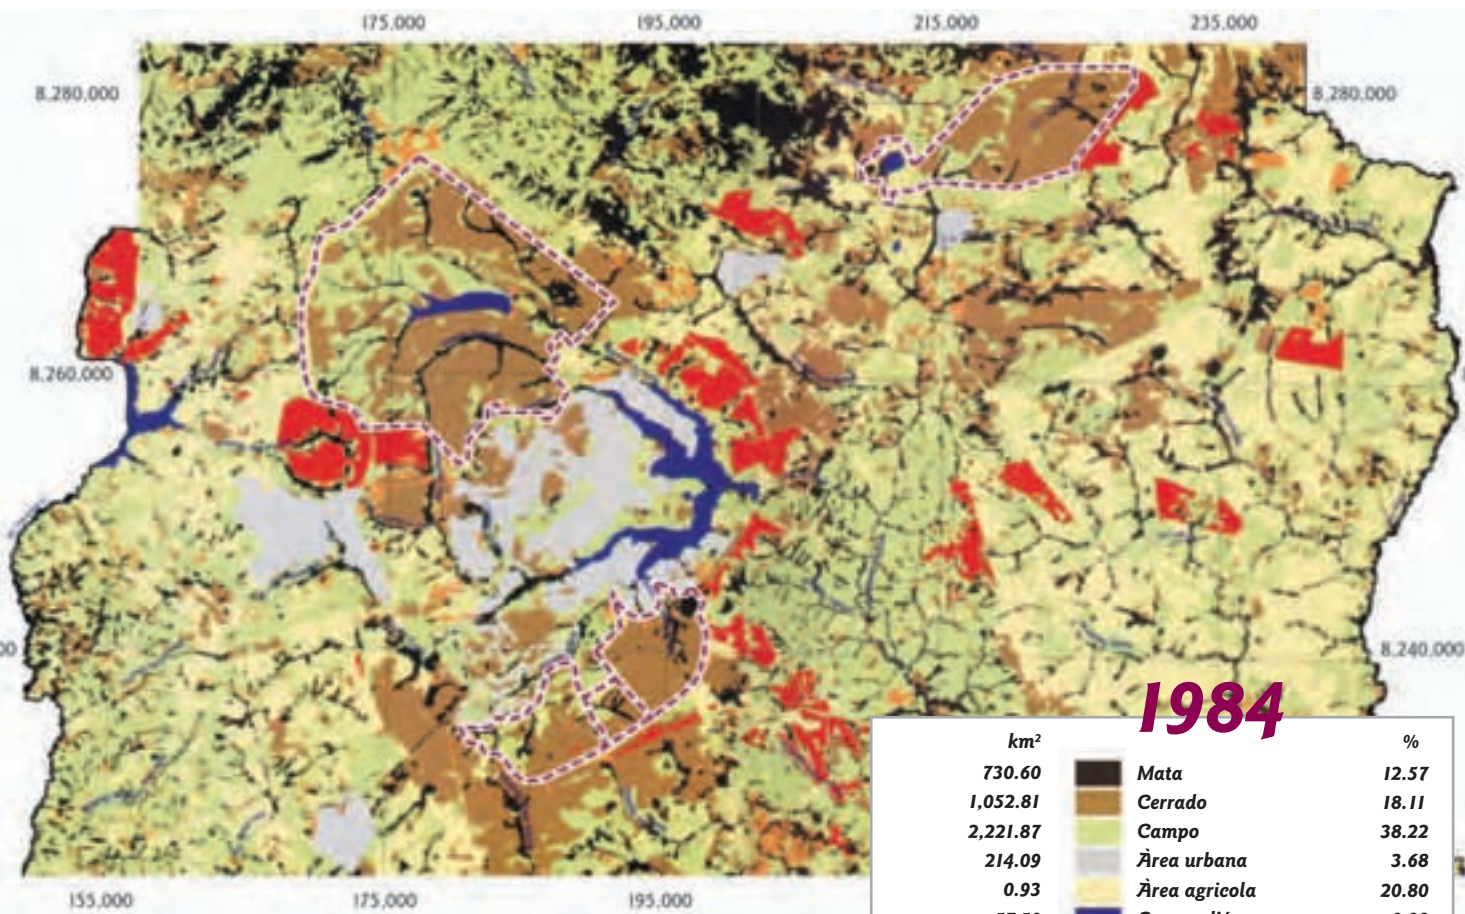 175,000 195,000 215,000 235,000
8,280,000 8,280,000
8,260,000
00 8,240,000
1984
km² %
730.60 Mata 12.57
1,052.81 Cerrado 18.11
2,221.87 Campo 38.22
214.09 Àrea urbana 3.68
0.93 Àrea agricola 20.80
155,000 175,000 195,000